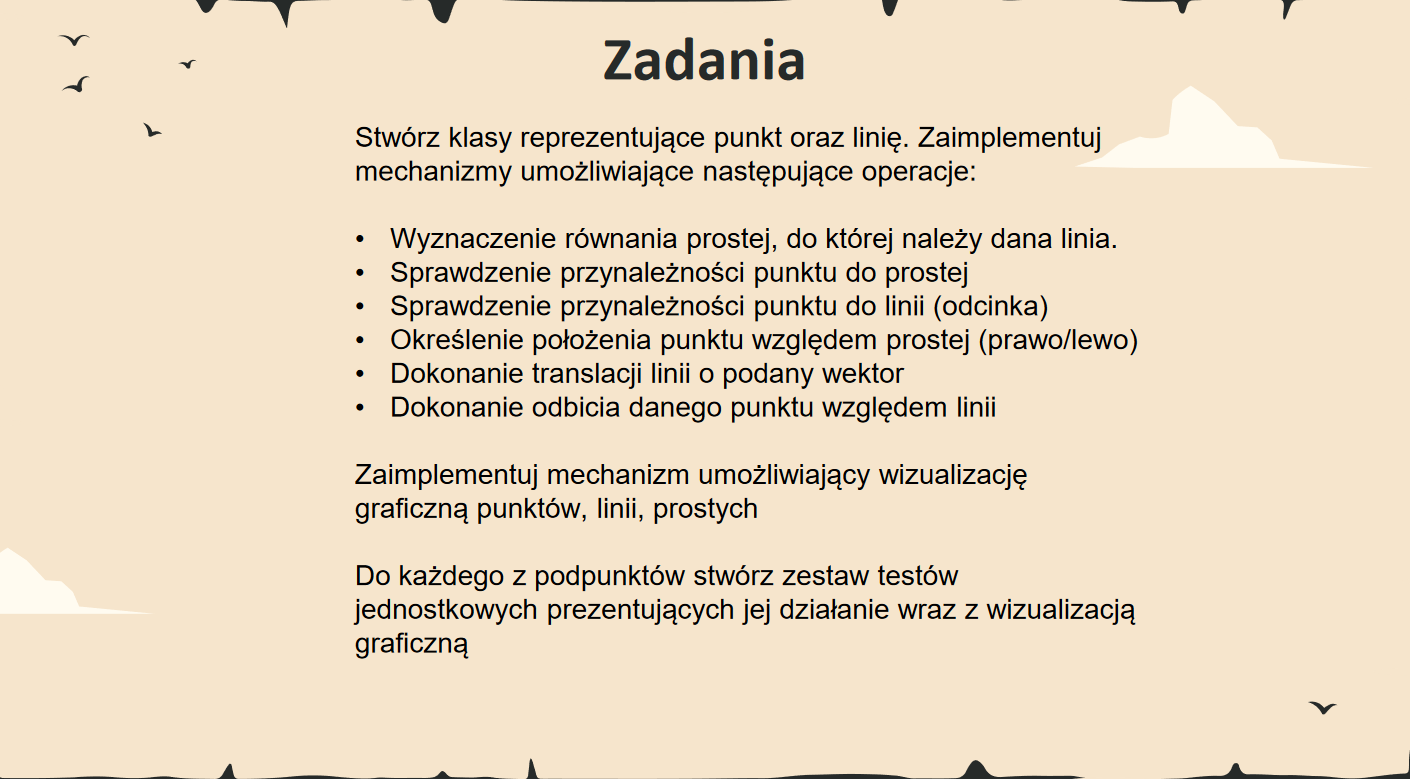 Zadania
Stwórz klasy reprezentujące punkt oraz linię. Zaimplementuj
mechanizmy umożliwiające następujące operacje:
• Wyznaczenie równania prostej, do której należy dana linia.
• Sprawdzenie przynależności punktu do prostej
• Sprawdzenie przynależności punktu do linii (odcinka)
• Określenie położenia punktu względem prostej (prawo/lewo)
• Dokonanie translacji linii o podany wektor
• Dokonanie odbicia danego punktu względem linii
Zaimplementuj mechanizm umożliwiający wizualizację
graficzną punktów, linii, prostych
Do każdego z podpunktów stwórz zestaw testów
jednostkowych prezentujących jej działanie wraz z wizualizacją
graficzną